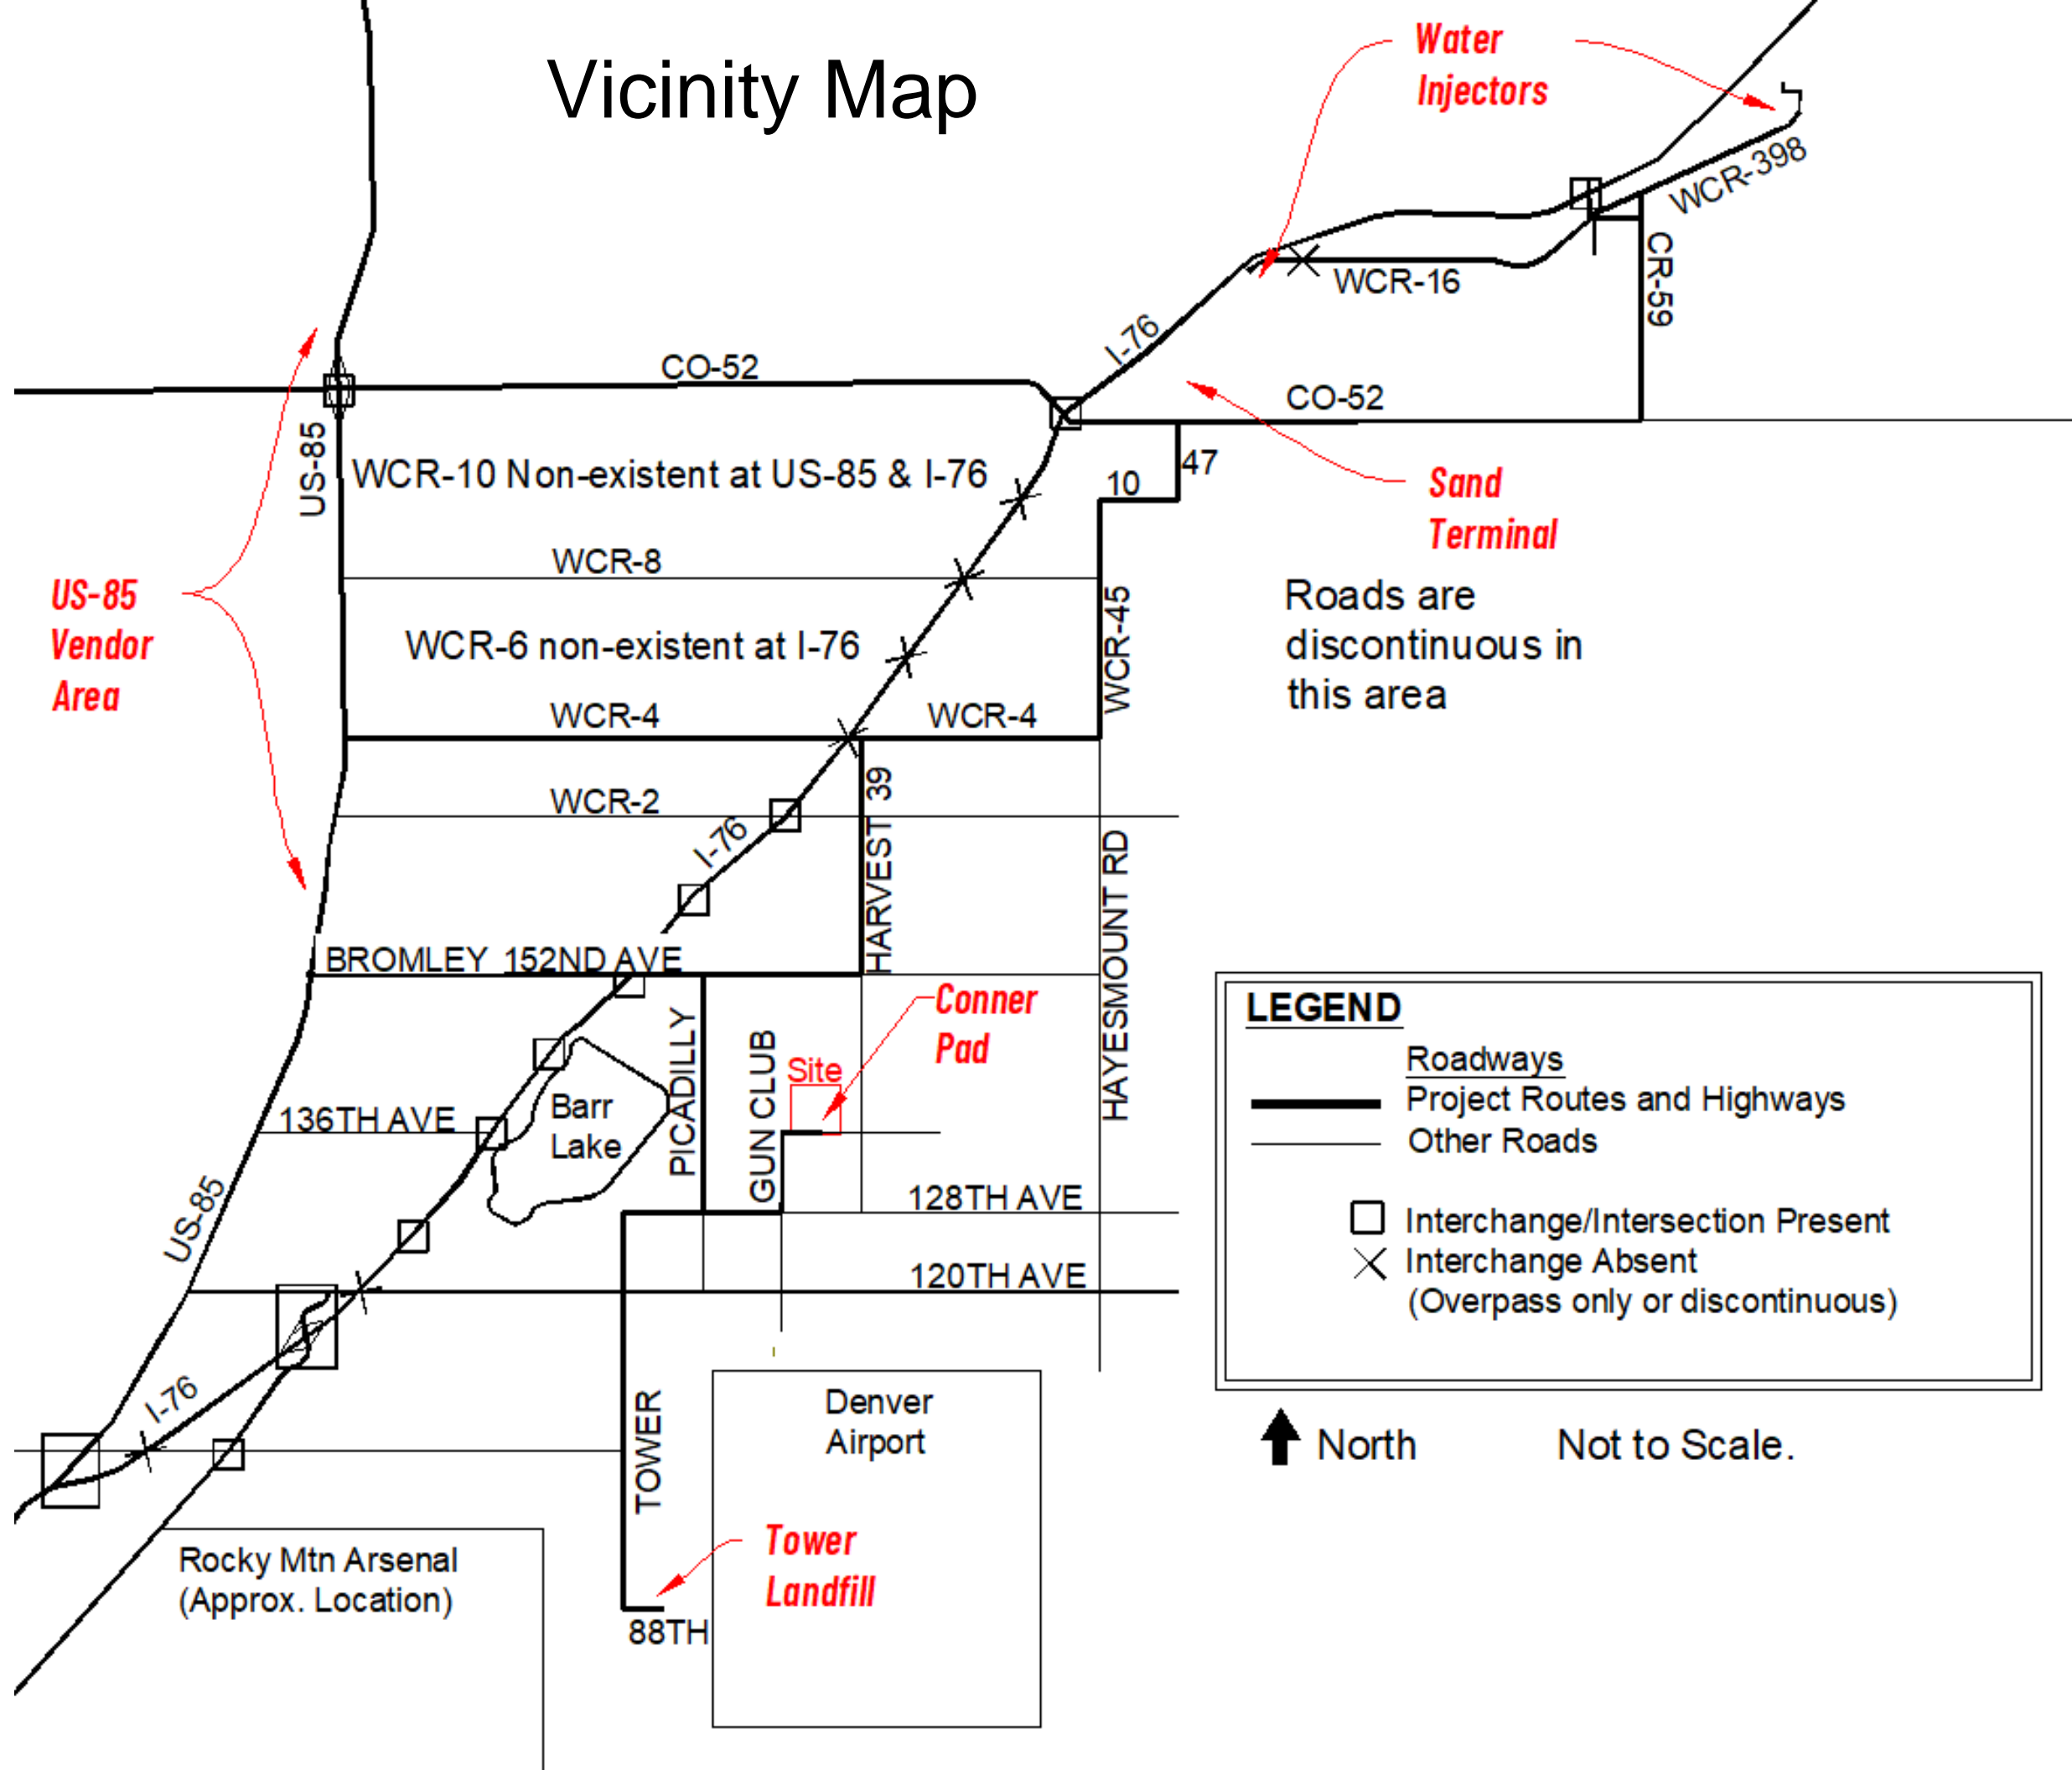 Vicinity Map
Water
Injectors
WCR-398
CR-59
WCR-16
I-76
CO-52
CO-52
US-85
WCR-10 Non-existent at US-85 & I-76
10
47
Sand
Terminal
WCR-8
US-85
Vendor
Area
WCR-6 non-existent at I-76
WCR-45
Roads are
discontinuous in
this area
WCR-4
WCR-4
WCR-2
I-76
HARVEST 39
HAYESMOUNT RD
BROMLEY 152ND AVE
Conner
Pad
PICADILLY
GUN CLUB
Site
136TH AVE
Barr
Lake
128TH AVE
US-85
120TH AVE
I-76
TOWER
Denver
Airport
Tower
Landfill
88TH
Rocky Mtn Arsenal
(Approx. Location)
LEGEND
Roadways
Project Routes and Highways
Other Roads
Interchange/Intersection Present
Interchange Absent
(Overpass only or discontinuous)
North
Not to Scale.